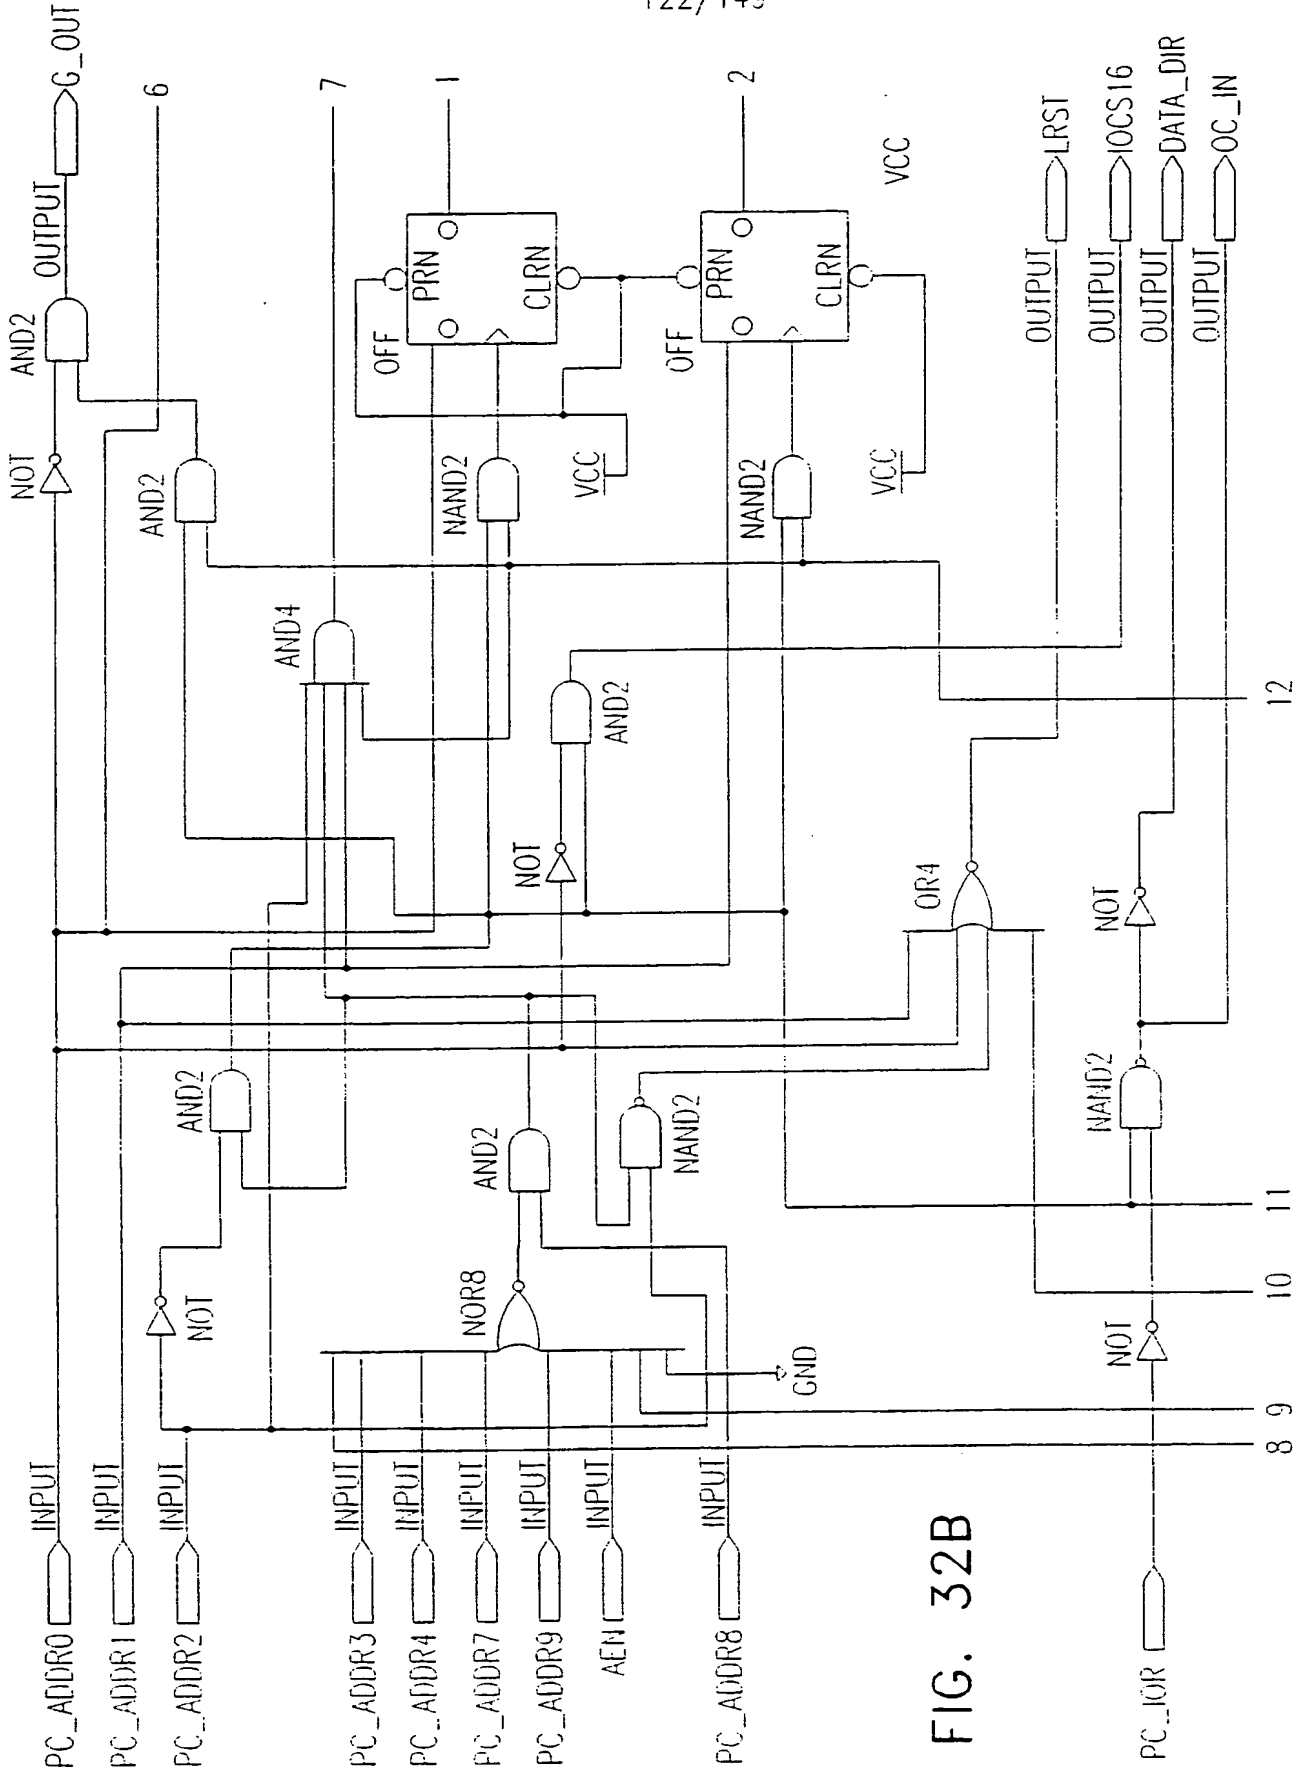 122/149
G_OUT
OUTPUT
AND2
NOT
6
AND2
7
AND4
1
PRN
CLRN
OFF
NAND2
VCC
2
PRN
CLRN
OFF
NAND2
VCC
VCC
AND2
NOT
OUTPUT
LRST
OUTPUT
IOCS16
OUTPUT
DATA_DIR
OUTPUT
OC_IN
12
OR4
NOT
NAND2
11
10
NOT
9
8
AND2
AND2
NAND2
NOT
NOR8
GND
PC_ADDR0
INPUT
PC_ADDR1
INPUT
PC_ADDR2
INPUT
PC_ADDR3
INPUT
PC_ADDR4
INPUT
PC_ADDR7
INPUT
PC_ADDR9
INPUT
AEN
INPUT
PC_ADDR8
INPUT
PC_IOR
FIG. 32B